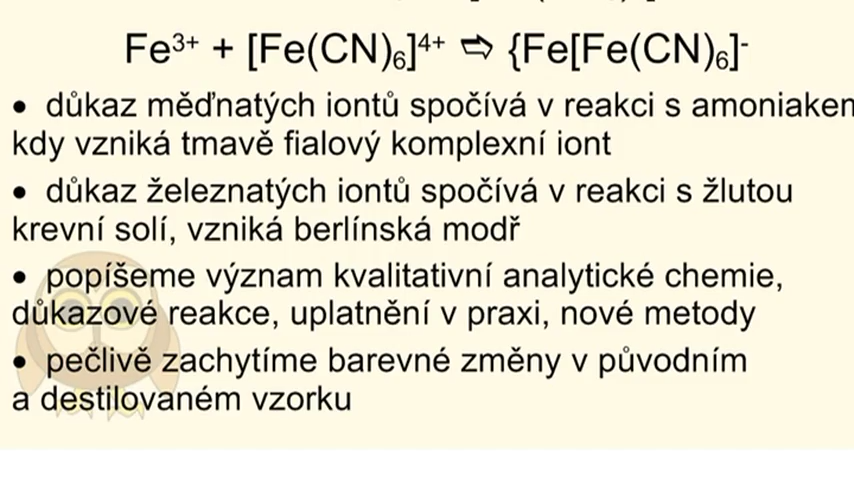 Fe³⁺ + [Fe(CN)₆]⁴⁺ ⇨ {Fe[Fe(CN)₆]⁻
• důkaz měďnatých iontů spočívá v reakci s amoniakem
kdy vzniká tmavě fialový komplexní iont
• důkaz železnatých iontů spočívá v reakci s žlutou
krevní solí, vzniká berlínská modř
• popíšeme význam kvalitativní analytické chemie,
důkazové reakce, uplatnění v praxi, nové metody
• pečlivě zachytíme barevné změny v původním
a destilovaném vzorku